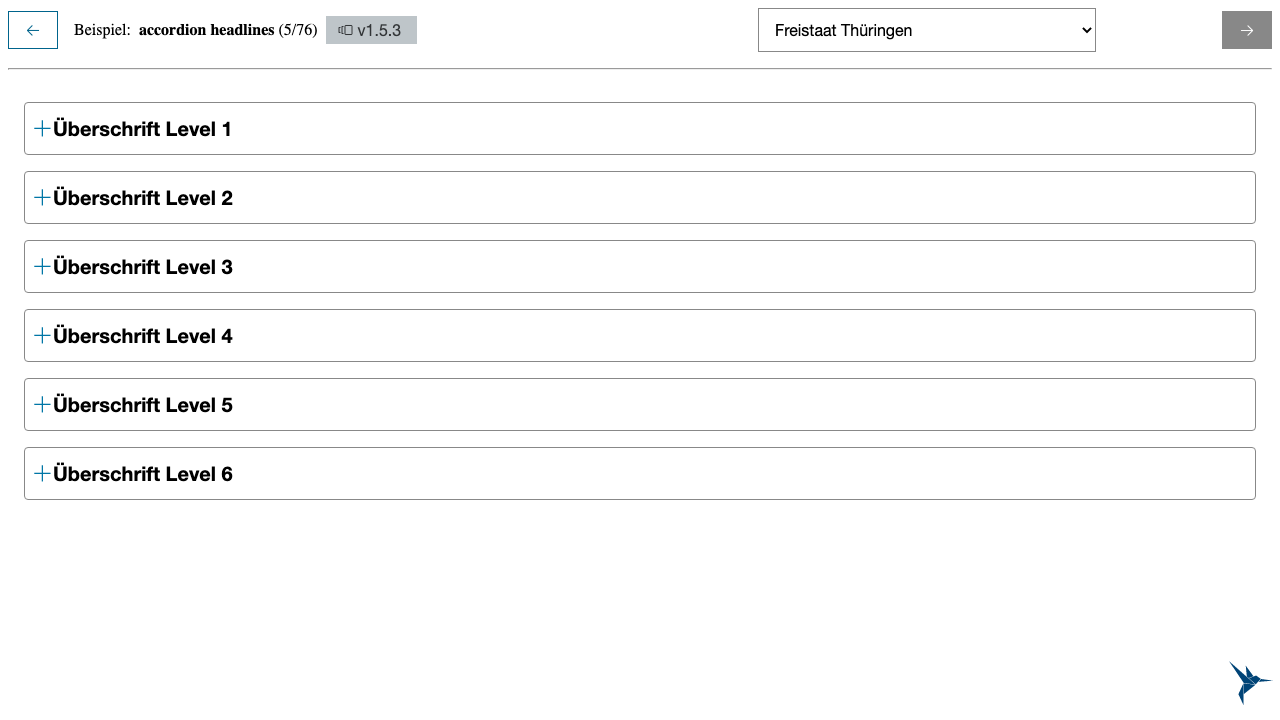 Beispiel: accordion headlines (5/76) v1.5.3
Freistaat Thüringen
Überschrift Level 1
Überschrift Level 2
Überschrift Level 3
Überschrift Level 4
Überschrift Level 5
Überschrift Level 6